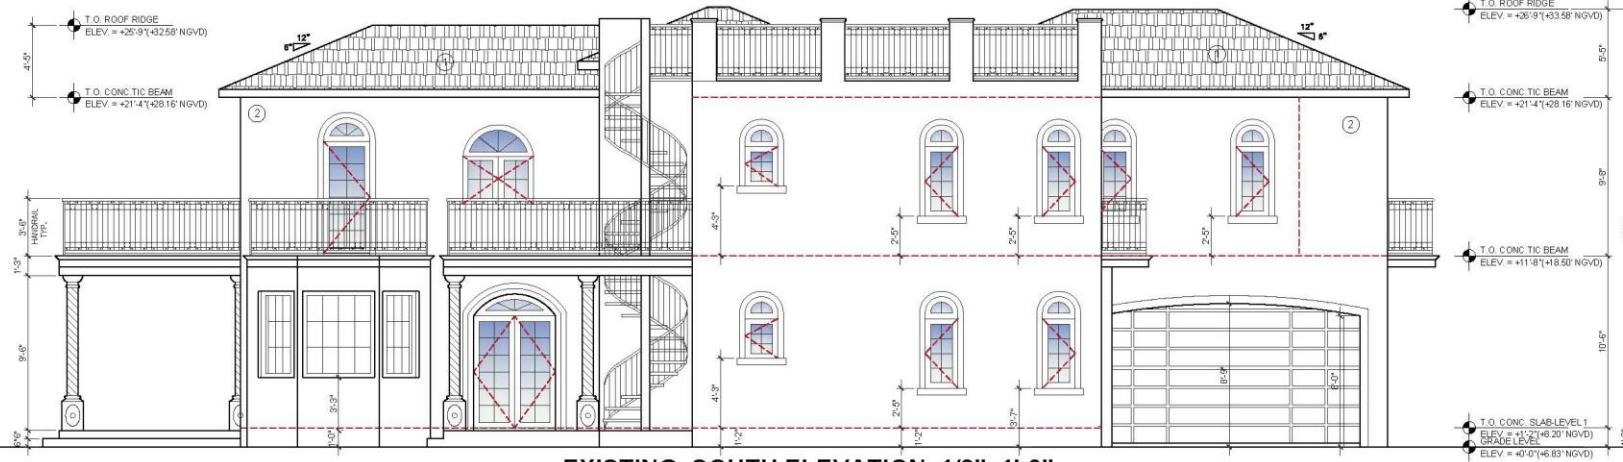 T.O. ROOF RIDGE
ELEV. = +25'-9"(+32.58' NGVD)
T.O. CONC.TIC BEAM
ELEV. = +21'-4"(+28.16' NGVD)
12"
6"
1
2
4'-5"
3'-6"
HANDRAIL
TYP.
1'-3"
9'-6"
3'-3"
1'-0"
4'-3"
2'-5"
2'-5"
2'-5"
4'-3"
2'-5"
3'-7"
1'-2"
1'-2"
8'-9"
8'-0"
12"
6"
1
2
T.O. ROOF RIDGE
ELEV. = +26'-9"(+33.58' NGVD)
T.O. CONC.TIC BEAM
ELEV. = +21'-4"(+28.16' NGVD)
T.O. CONC TIC BEAM
ELEV. = +11'-8"(+18.50' NGVD)
T.O. CONC. SLAB-LEVEL 1
ELEV. = +1'-2"(+8.20' NGVD)
GRADE LEVEL
ELEV. = +0'-0"(+6.83' NGVD)
5'-5"
9'-8"
10'-6"